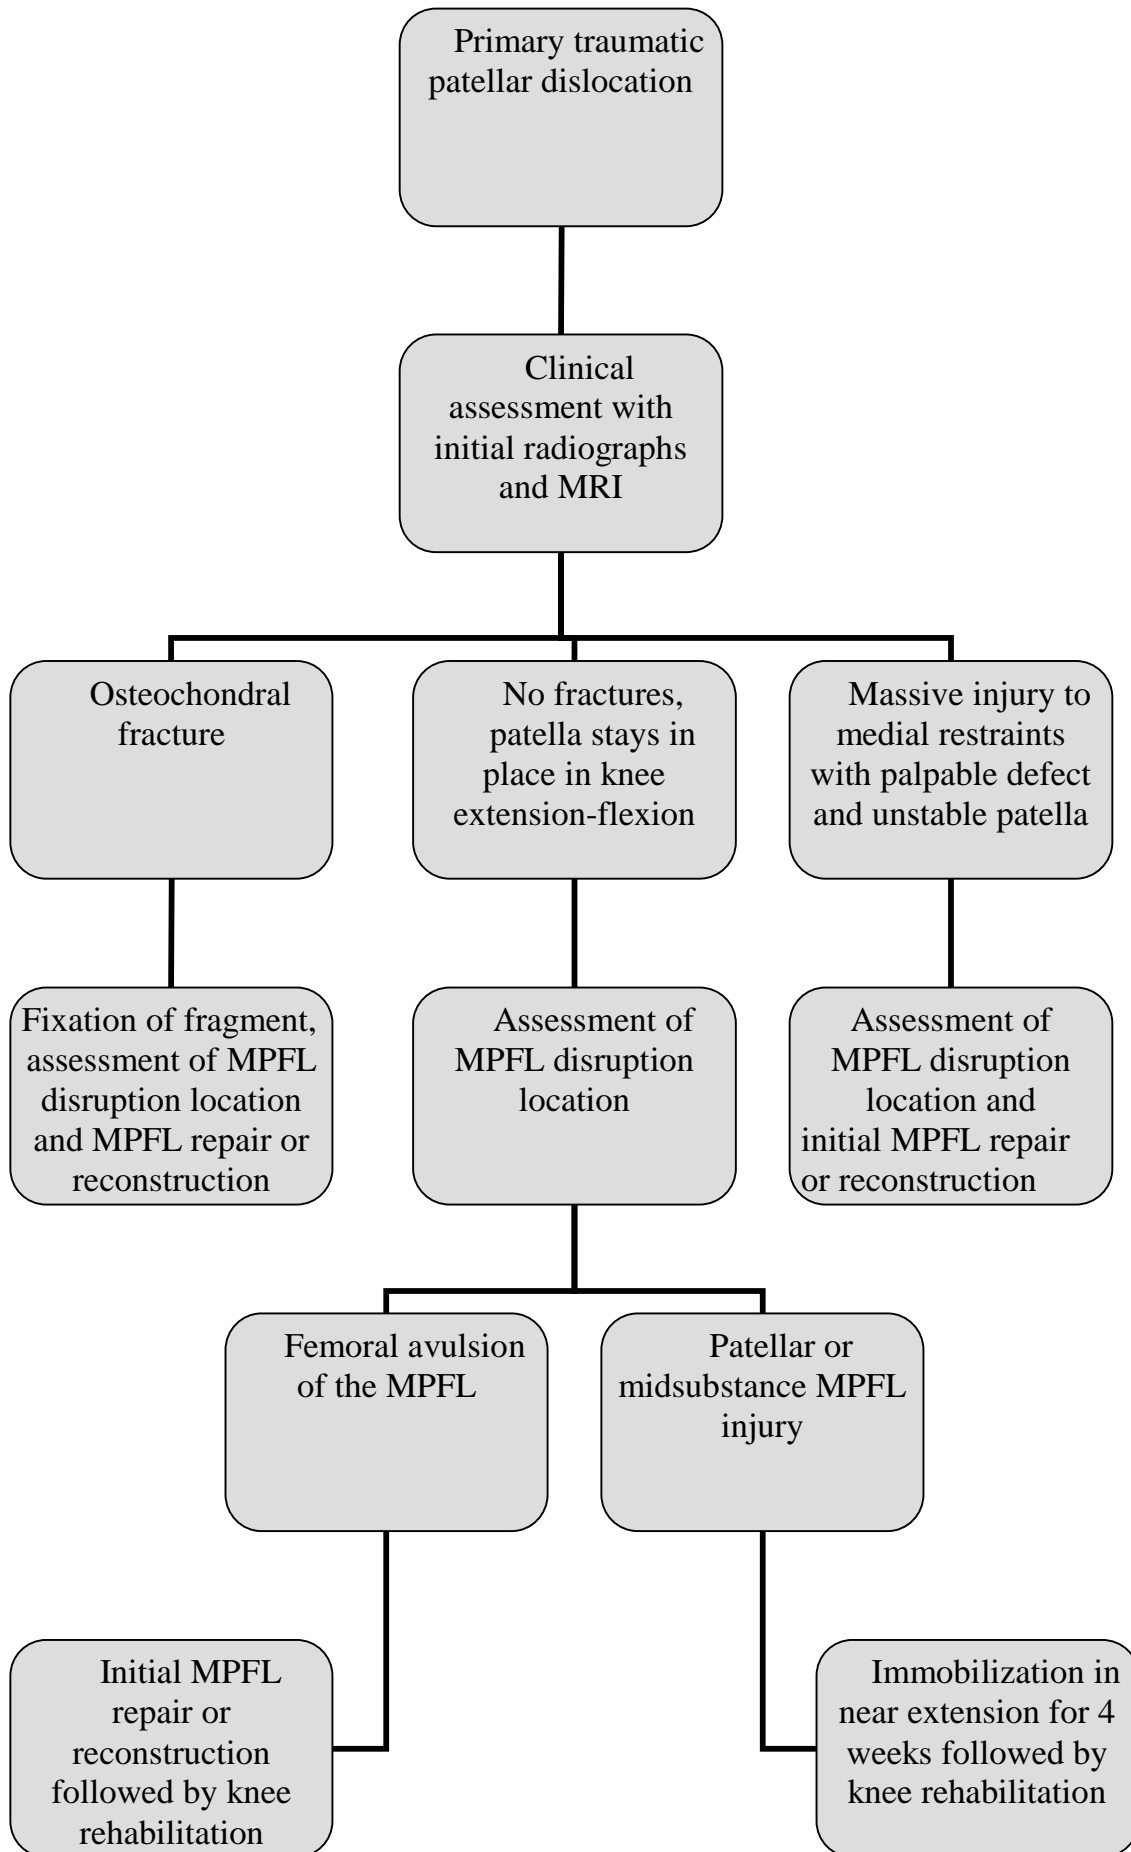 Primary traumatic
patellar dislocation
Clinical
assessment with
initial radiographs
and MRI
Osteochondral
fracture
No fractures,
patella stays in
place in knee
extension-flexion
Massive injury to
medial restraints
with palpable defect
and unstable patella
Fixation of fragment,
assessment of MPFL
disruption location
and MPFL repair or
reconstruction
Assessment of
MPFL disruption
location
Assessment of
MPFL disruption
location and
initial MPFL repair
or reconstruction
Femoral avulsion
of the MPFL
Patellar or
midsubstance MPFL
injury
Initial MPFL
repair or
reconstruction
followed by knee
rehabilitation
Immobilization in
near extension for 4
weeks followed by
knee rehabilitation